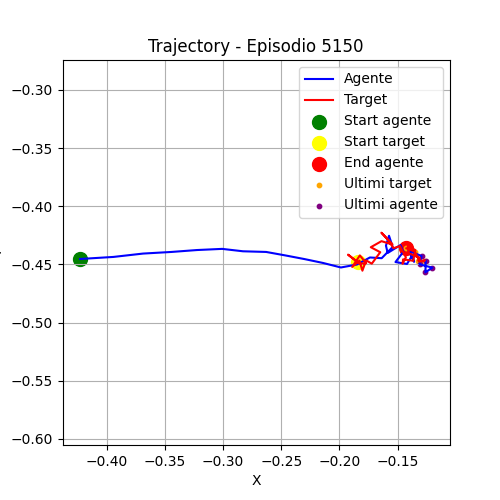 Trajectory - Episodio 5150
Agente
Target
Start agente
Start target
End agente
Ultimi target
Ultimi agente
−0.30
−0.35
−0.40
−0.45
−0.50
−0.55
−0.60
−0.40
−0.35
−0.30
−0.25
−0.20
−0.15
X